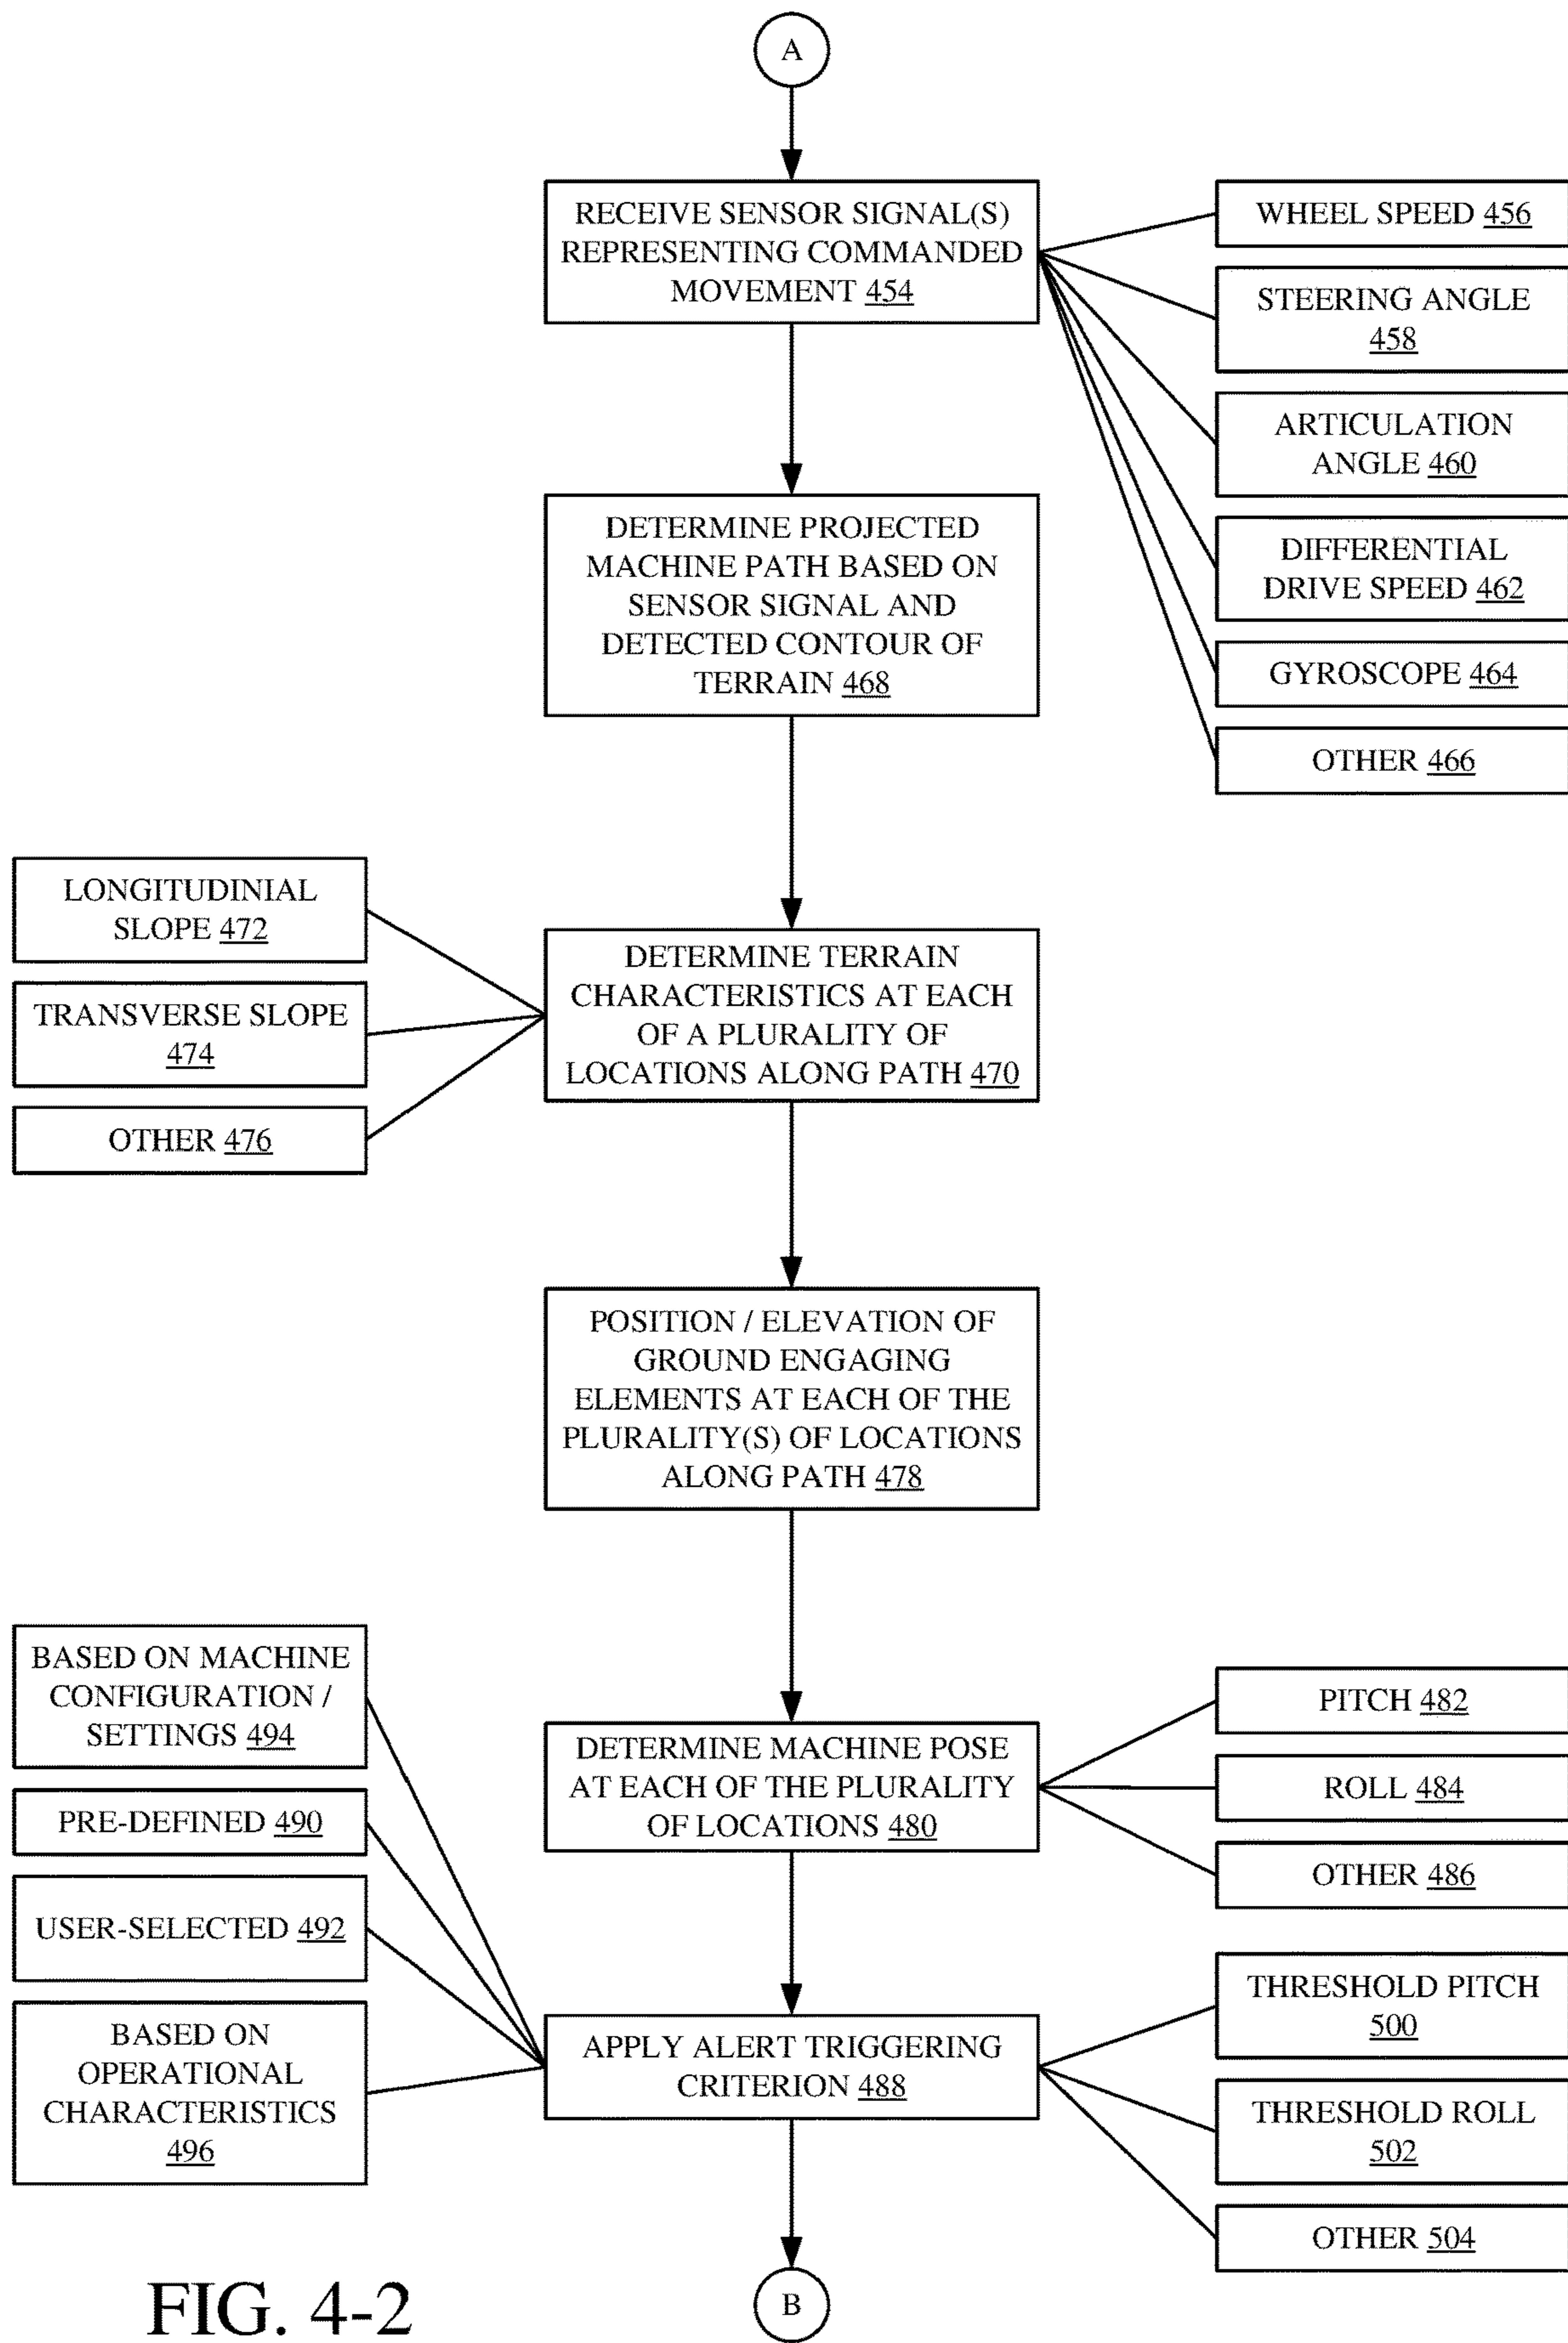 A
RECEIVE SENSOR SIGNAL(S)
REPRESENTING COMMANDED
MOVEMENT 454
WHEEL SPEED 456
STEERING ANGLE
458
ARTICULATION
ANGLE 460
DIFFERENTIAL
DRIVE SPEED 462
GYROSCOPE 464
OTHER 466
DETERMINE PROJECTED
MACHINE PATH BASED ON
SENSOR SIGNAL AND
DETECTED CONTOUR OF
TERRAIN 468
LONGITUDINIAL
SLOPE 472
TRANSVERSE SLOPE
474
OTHER 476
DETERMINE TERRAIN
CHARACTERISTICS AT EACH
OF A PLURALITY OF
LOCATIONS ALONG PATH 470
POSITION / ELEVATION OF
GROUND ENGAGING
ELEMENTS AT EACH OF THE
PLURALITY(S) OF LOCATIONS
ALONG PATH 478
DETERMINE MACHINE POSE
AT EACH OF THE PLURALITY
OF LOCATIONS 480
PITCH 482
ROLL 484
OTHER 486
BASED ON MACHINE
CONFIGURATION /
SETTINGS 494
PRE-DEFINED 490
USER-SELECTED 492
BASED ON
OPERATIONAL
CHARACTERISTICS
496
APPLY ALERT TRIGGERING
CRITERION 488
THRESHOLD PITCH
500
THRESHOLD ROLL
502
OTHER 504
B
FIG. 4-2